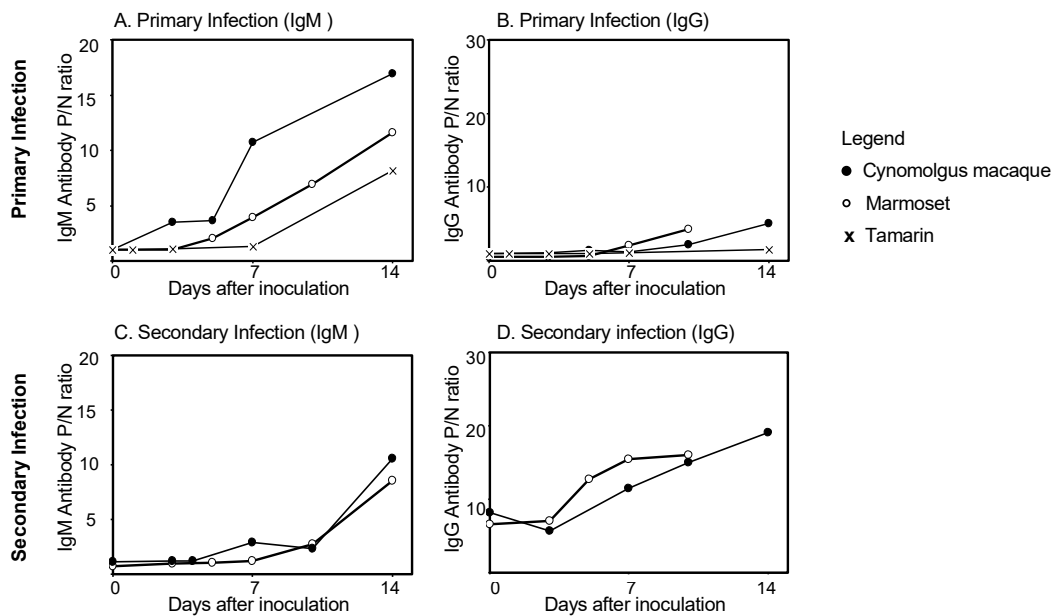 A. Primary Infection (IgM )
B. Primary Infection (IgG)
Primary Infection
IgM Antibody P/N ratio
20
15
10
5
0
7
14
Days after inoculation
IgG Antibody P/N ratio
30
20
10
0
7
14
Days after inoculation
Legend
Cynomolgus macaque
Marmoset
x Tamarin
C. Secondary Infection (IgM )
D. Secondary infection (IgG)
Secondary Infection
IgM Antibody P/N ratio
20
15
10
5
0
7
14
Days after inoculation
IgG Antibody P/N ratio
30
20
10
0
7
14
Days after inoculation